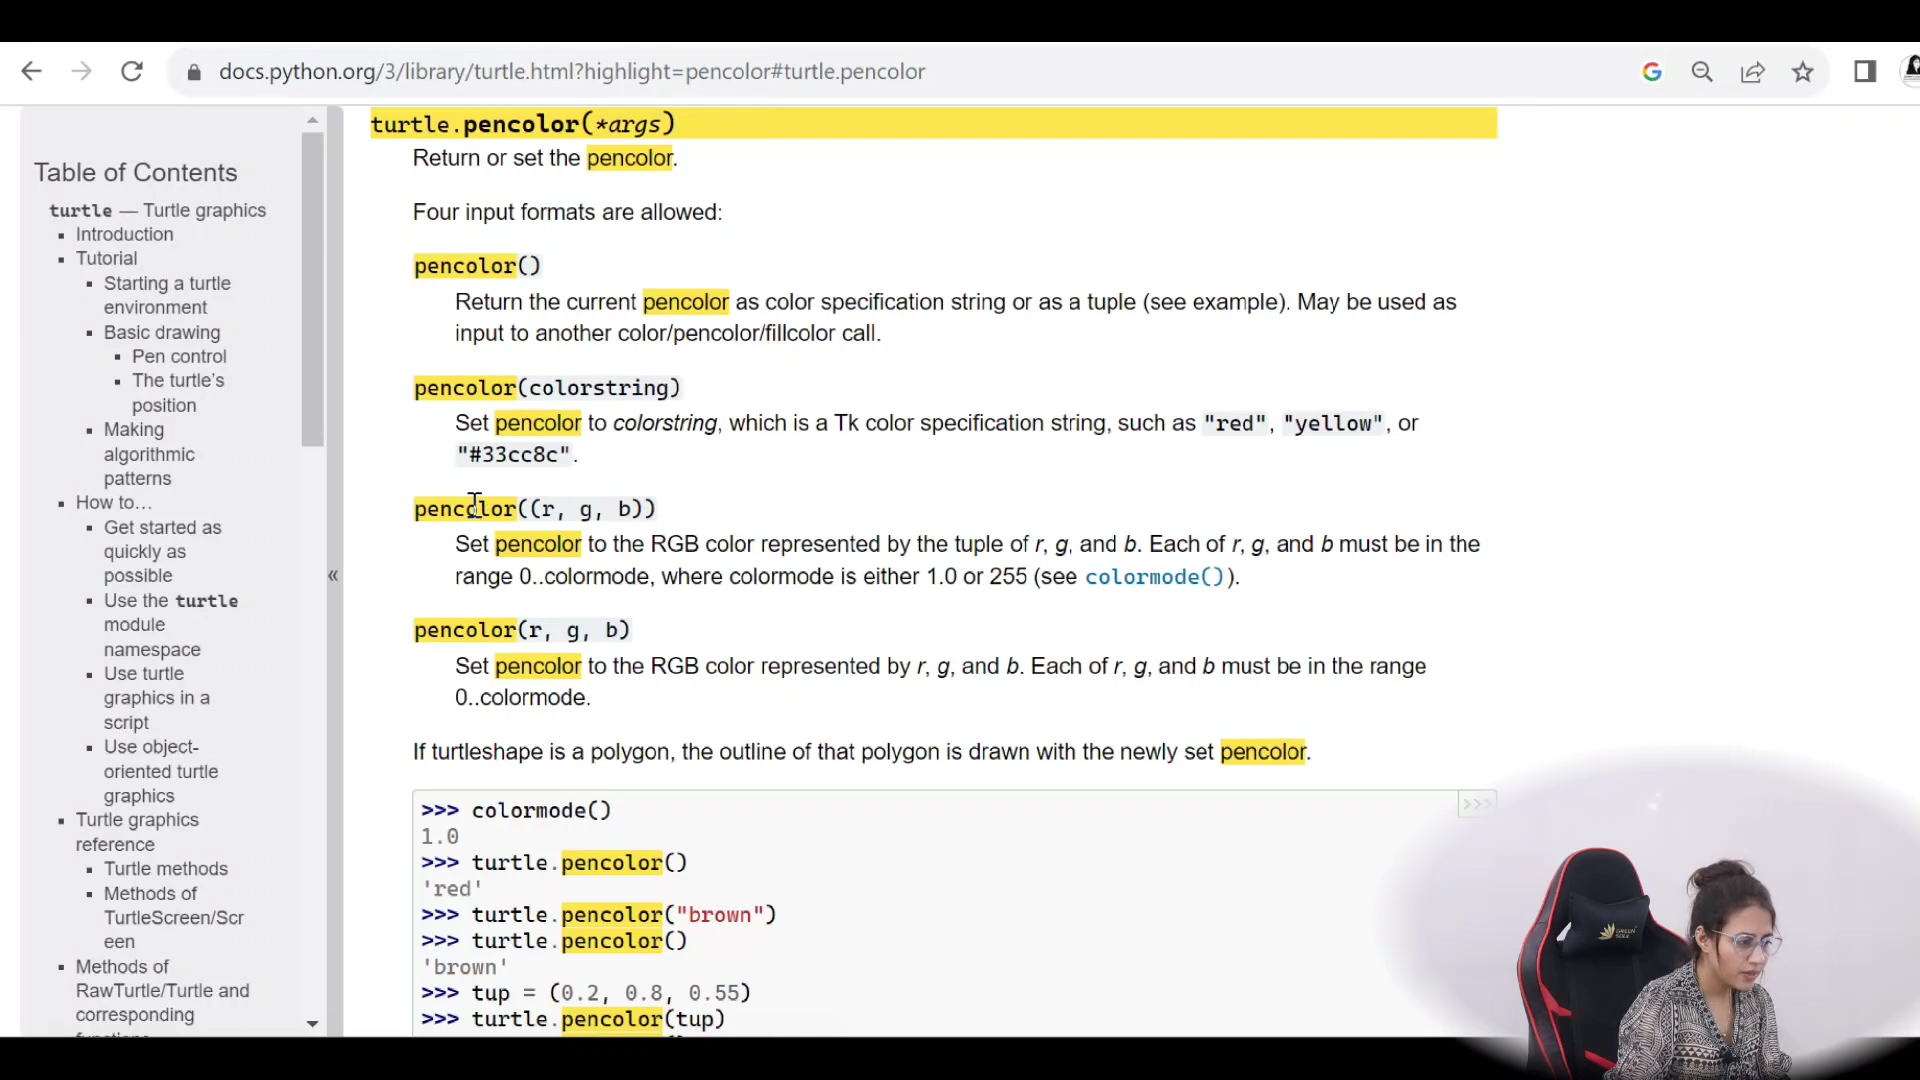 docs.python.org/3/library/turtle.html?highlight=pencolor#turtle.pencolor
Table of Contents
turtle — Turtle graphics
Introduction
Tutorial
Starting a turtle
environment
Basic drawing
Pen control
The turtle's
position
Making
algorithmic
patterns
How to…
Get started as
quickly as
possible
Use the turtle
module
namespace
Use turtle
graphics in a
script
Use object-
oriented turtle
graphics
Turtle graphics
reference
Turtle methods
Methods of
TurtleScreen/Scr
een
Methods of
RawTurtle/Turtle and
corresponding
«
turtle.pencolor(*args)
Return or set the pencolor.
Four input formats are allowed:
pencolor()
Return the current pencolor as color specification string or as a tuple (see example). May be used as
input to another color/pencolor/fillcolor call.
pencolor(colorstring)
Set pencolor to colorstring, which is a Tk color specification string, such as "red", "yellow", or
"#33cc8c".
pencolor((r, g, b))
Set pencolor to the RGB color represented by the tuple of r, g, and b. Each of r, g, and b must be in the
range 0..colormode, where colormode is either 1.0 or 255 (see colormode()).
pencolor(r, g, b)
Set pencolor to the RGB color represented by r, g, and b. Each of r, g, and b must be in the range
0..colormode.
If turtleshape is a polygon, the outline of that polygon is drawn with the newly set pencolor.
>>>
>>> colormode()
1.0
>>> turtle.pencolor()
'red'
>>> turtle.pencolor("brown")
>>> turtle.pencolor()
'brown'
>>> tup = (0.2, 0.8, 0.55)
>>> turtle.pencolor(tup)
GREEN
SOUL